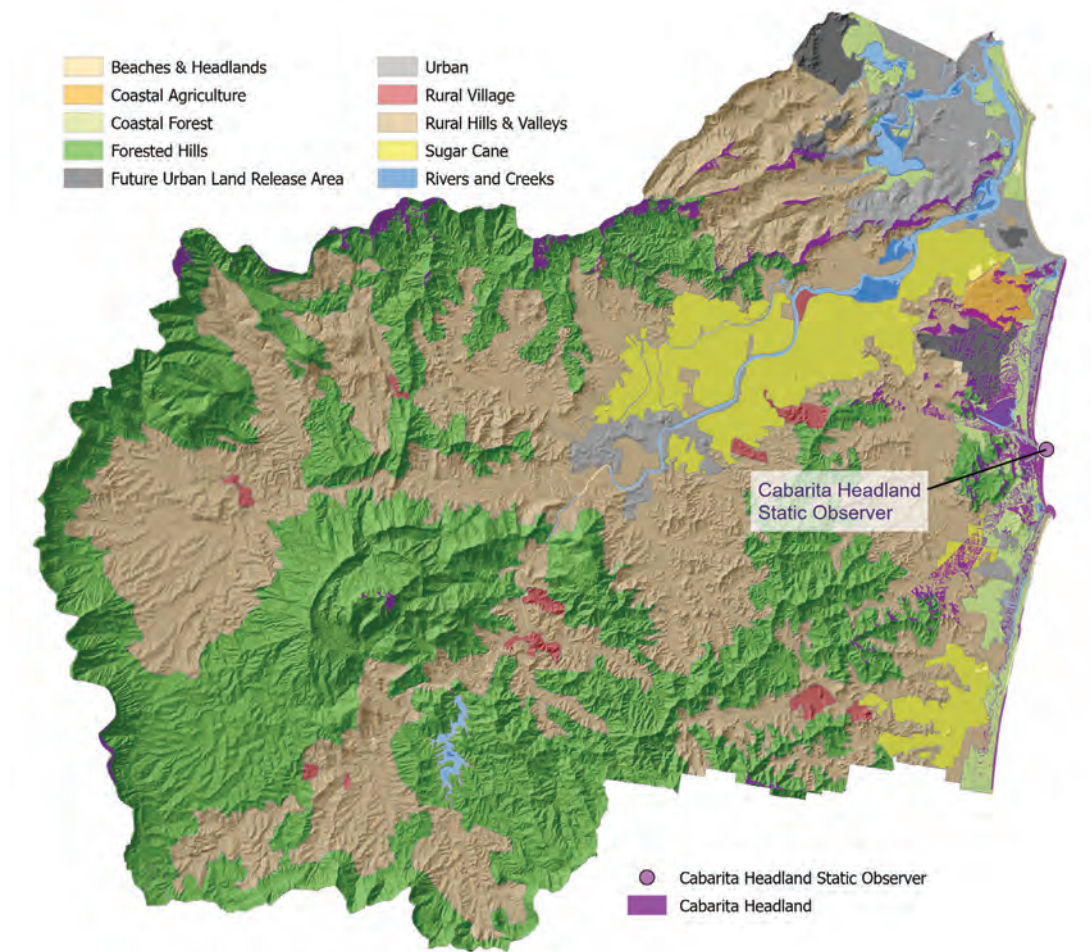 Beaches & Headlands
Coastal Agriculture
Coastal Forest
Forested Hills
Future Urban Land Release Area
Urban
Rural Village
Rural Hills & Valleys
Sugar Cane
Rivers and Creeks
Cabarita Headland
Static Observer
Cabarita Headland Static Observer
Cabarita Headland